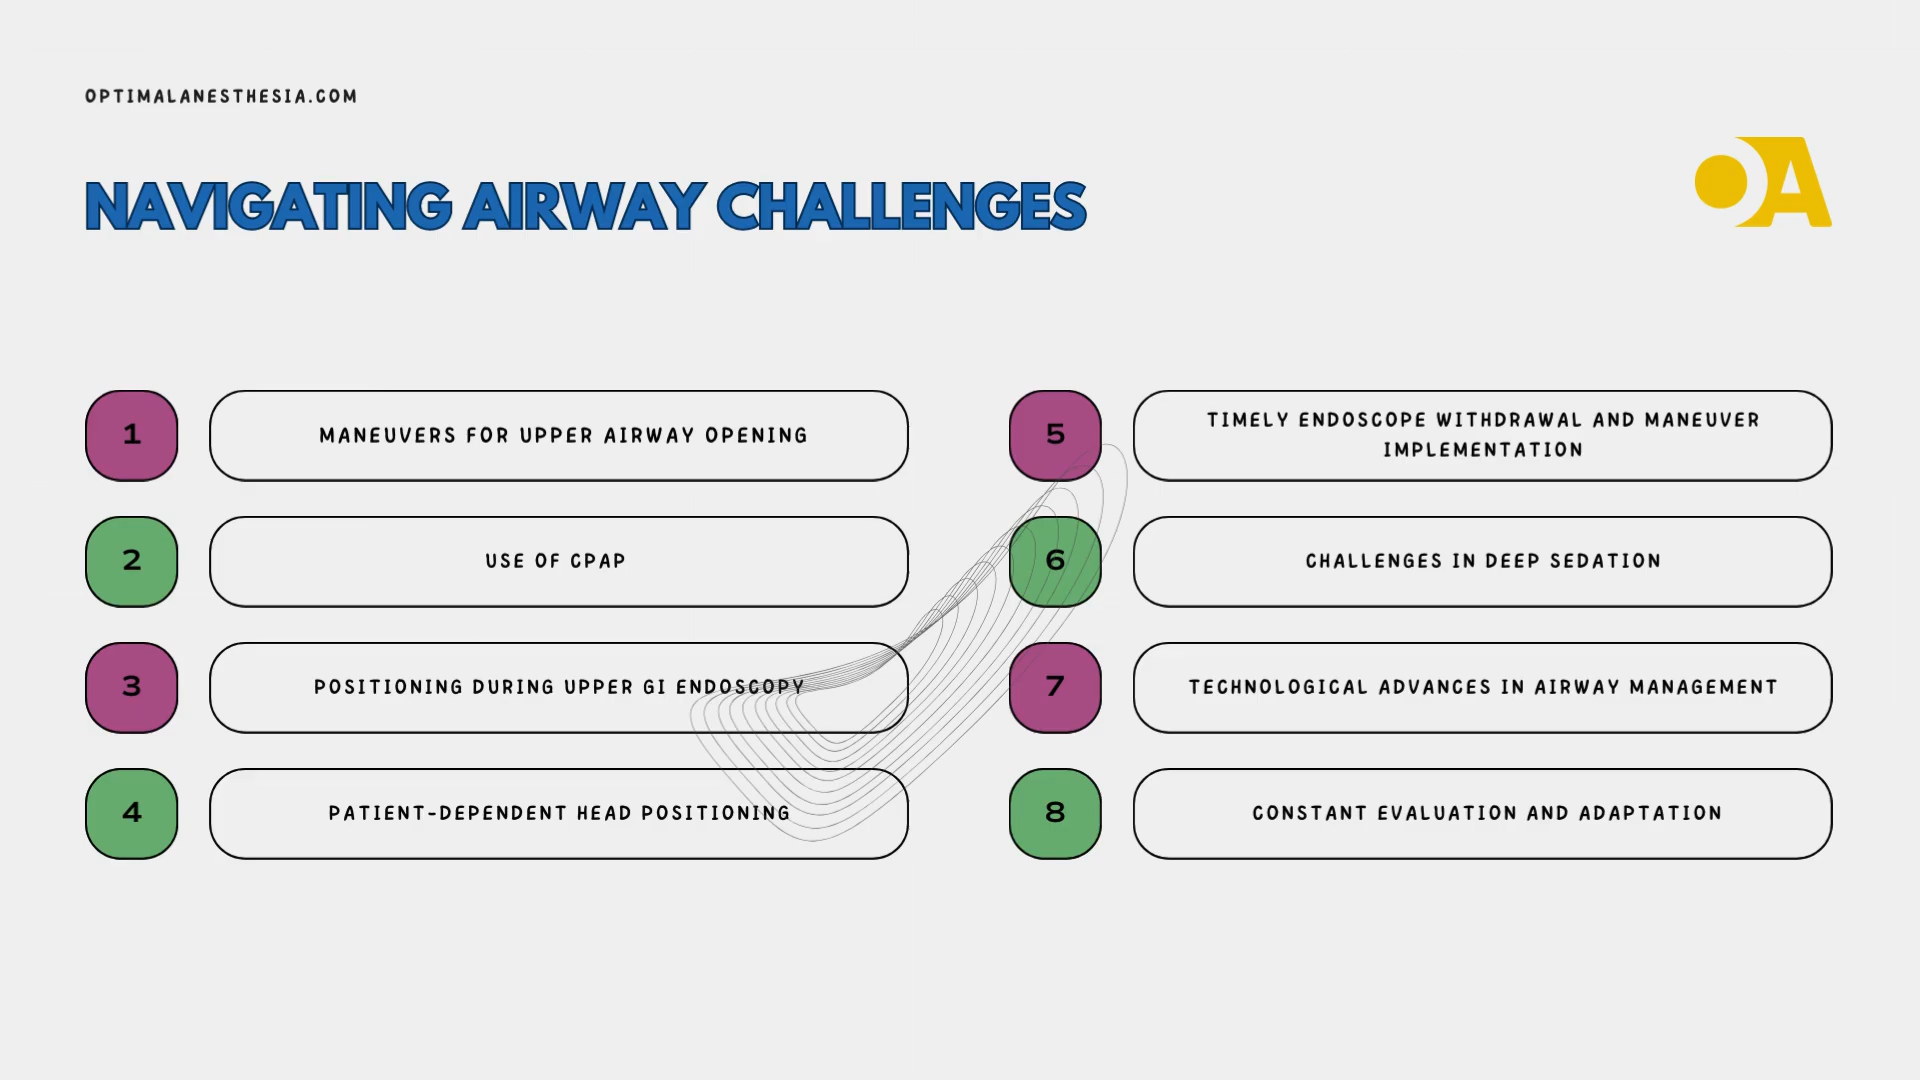 OPTIMALANESTHESIA.COM
OA
NAVIGATING AIRWAY CHALLENGES
1
MANEUVERS FOR UPPER AIRWAY OPENING
2
USE OF CPAP
3
POSITIONING DURING UPPER GI ENDOSCOPY
4
PATIENT-DEPENDENT HEAD POSITIONING
5
TIMELY ENDOSCOPE WITHDRAWAL AND MANEUVER
IMPLEMENTATION
6
CHALLENGES IN DEEP SEDATION
7
TECHNOLOGICAL ADVANCES IN AIRWAY MANAGEMENT
8
CONSTANT EVALUATION AND ADAPTATION